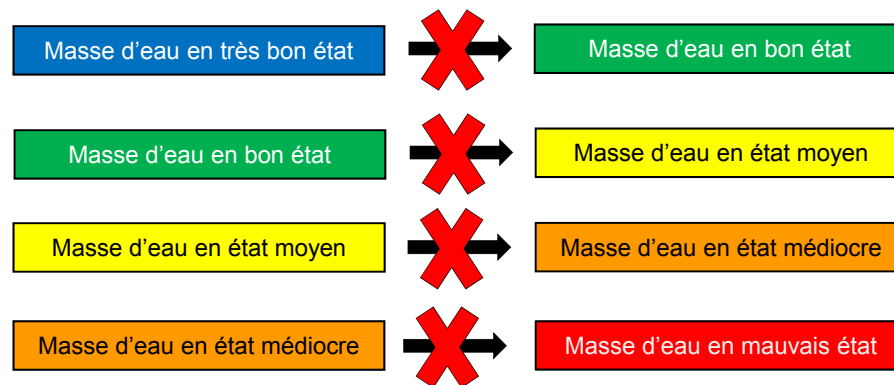 Masse d'eau en très bon état
Masse d'eau en bon état
Masse d'eau en bon état
Masse d'eau en état moyen
Masse d'eau en état moyen
Masse d'eau en état médiocre
Masse d'eau en état médiocre
Masse d'eau en mauvais état